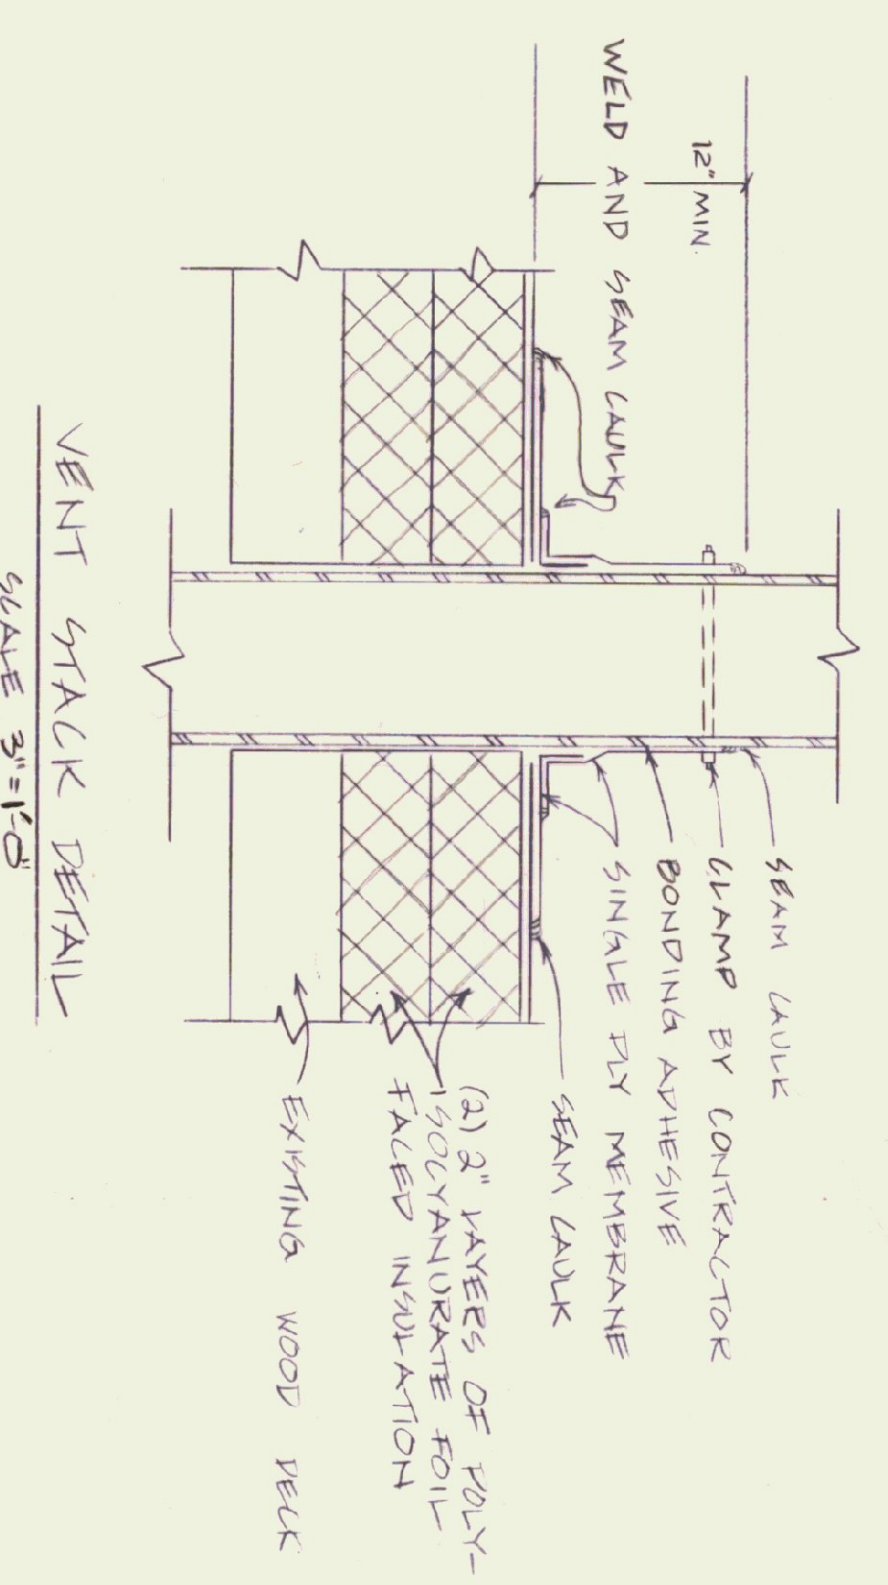 12" MIN.
WELD AND SEAM CAULK
SEAM CAULK
CLAMP BY CONTRACTOR
BONDING ADHESIVE
SINGLE PLY MEMBRANE
SEAM CAULK
(2) 2" LAYERS OF POLY-
ISOCYANURATE FOIL
FACED INSULATION
EXISTING WOOD DECK
VENT STACK DETAIL
SCALE 3"=1'-0"